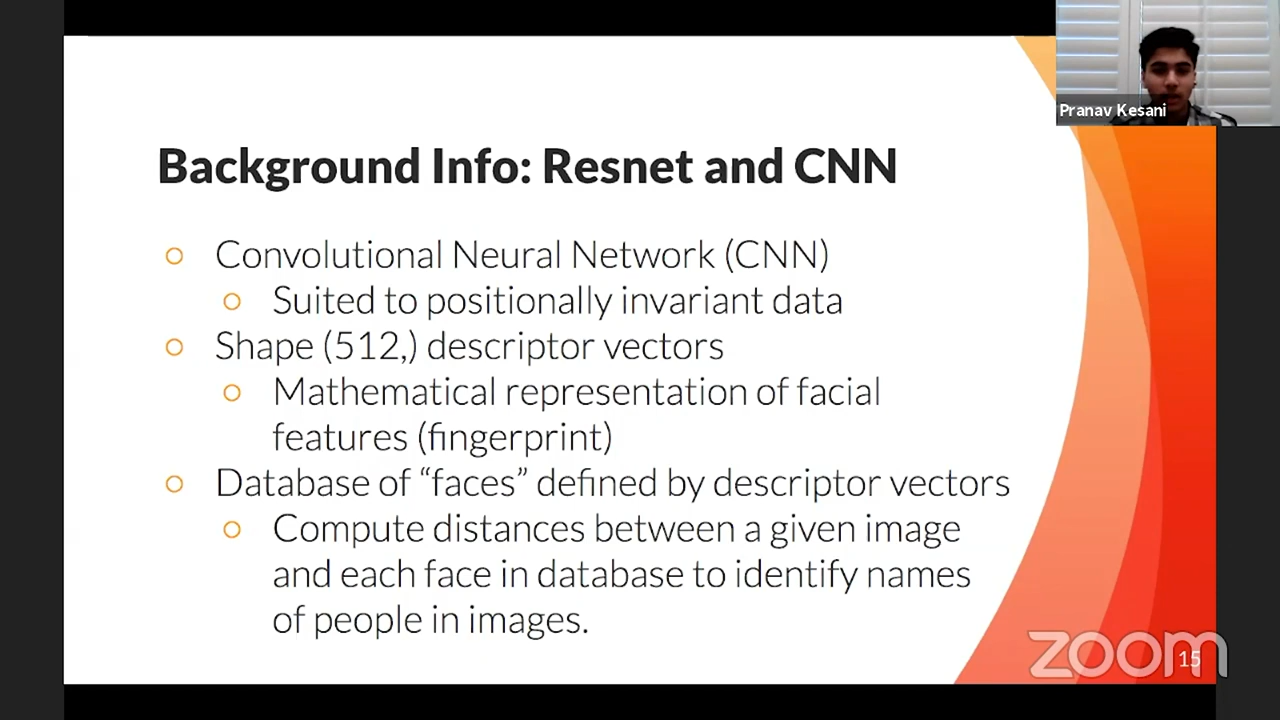 Pranav Kesani
Background Info: Resnet and CNN
Convolutional Neural Network (CNN)
Suited to positionally invariant data
Shape (512,) descriptor vectors
Mathematical representation of facial
features (fingerprint)
Database of “faces” defined by descriptor vectors
Compute distances between a given image
and each face in database to identify names
of people in images.
zoom
15